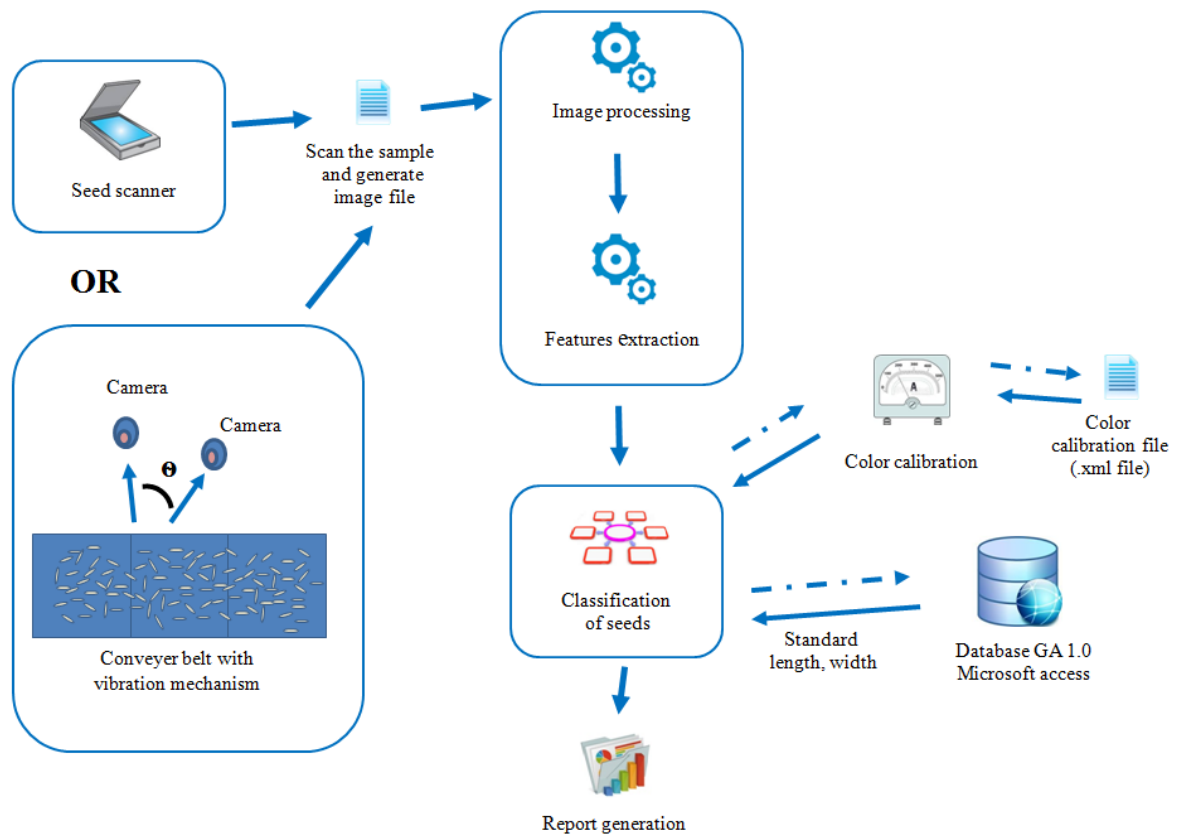 Seed scanner
Scan the sample
and generate
image file
Image processing
Features extraction
OR
Camera
Camera
Θ
Conveyer belt with
vibration mechanism
A
Color calibration
Color
calibration file
(.xml file)
Classification
of seeds
Standard
length, width
Database GA 1.0
Microsoft access
Report generation